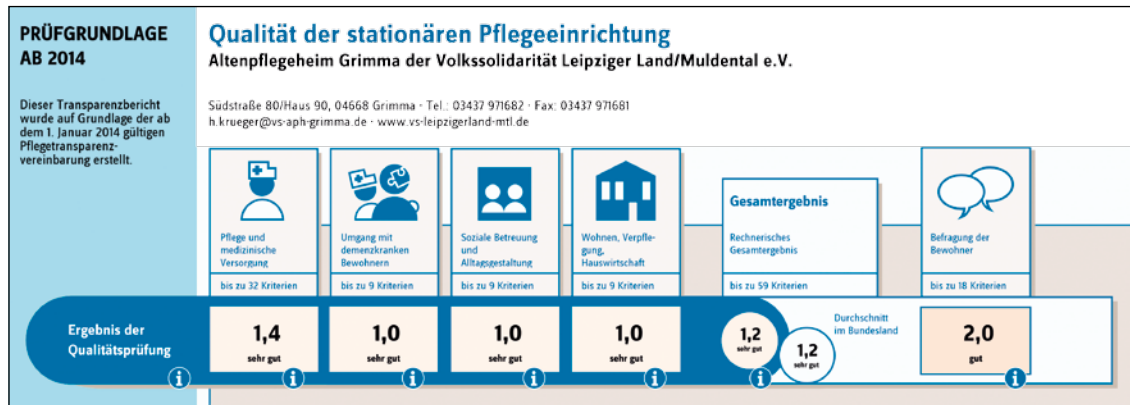 PRÜFGRUNDLAGE
AB 2014
Dieser Transparenzbericht
wurde auf Grundlage der ab
dem 1. Januar 2014 gültigen
Pflegetransparenz-
vereinbarung erstellt.
Qualität der stationären Pflegeeinrichtung
Altenpflegeheim Grimma der Volkssolidarität Leipziger Land/Muldental e.V.
Südstraße 80/Haus 90, 04668 Grimma · Tel.: 03437 971682 · Fax: 03437 971681
h.krueger@vs-aph-grimma.de · www.vs-leipzigerland-mtl.de
Pflege und
medizinische
Versorgung
bis zu 32 Kriterien
Umgang mit
demenzkranken
Bewohnern
bis zu 9 Kriterien
Soziale Betreuung
und
Alltagsgestaltung
bis zu 9 Kriterien
Wohnen, Verpfle-
gung,
Hauswirtschaft
bis zu 9 Kriterien
Gesamtergebnis
Rechnerisches
Gesamtergebnis
bis zu 59 Kriterien
Befragung der
Bewohner
bis zu 18 Kriterien
Ergebnis der
Qualitätsprüfung
1,4
sehr gut
1,0
sehr gut
1,0
sehr gut
1,0
sehr gut
1,2
sehr gut
Durchschnitt
im Bundesland
1,2
sehr gut
2,0
gut